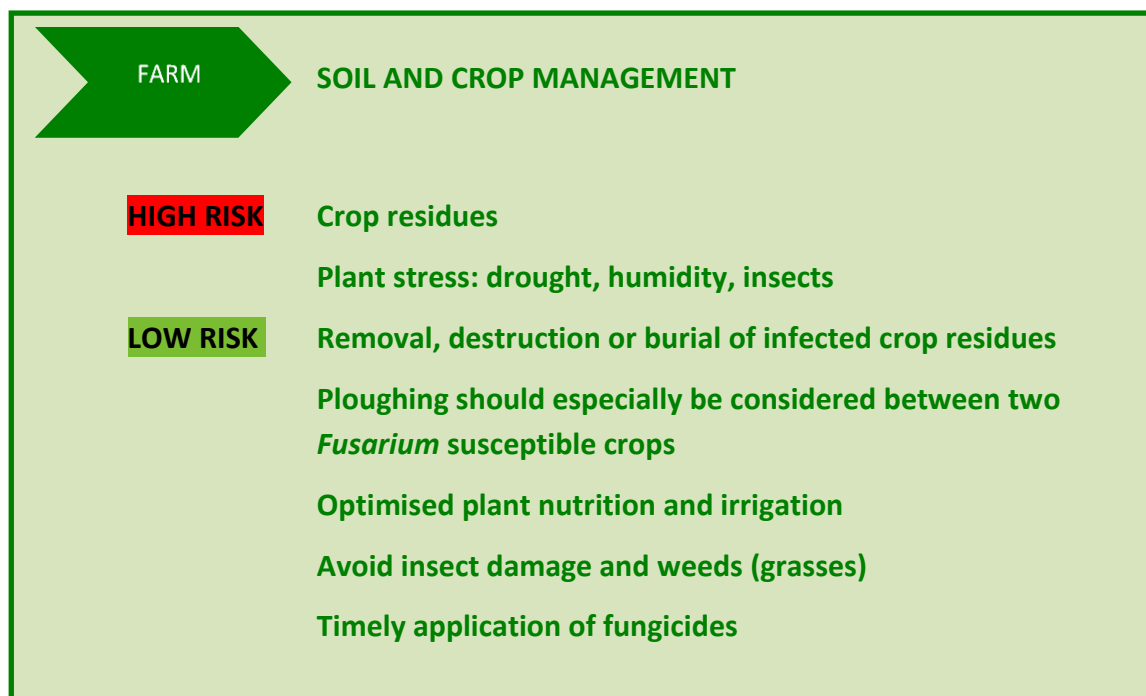 FARM
SOIL AND CROP MANAGEMENT
HIGH RISK
Crop residues
Plant stress: drought, humidity, insects
LOW RISK
Removal, destruction or burial of infected crop residues
Ploughing should especially be considered between two
Fusarium susceptible crops
Optimised plant nutrition and irrigation
Avoid insect damage and weeds (grasses)
Timely application of fungicides